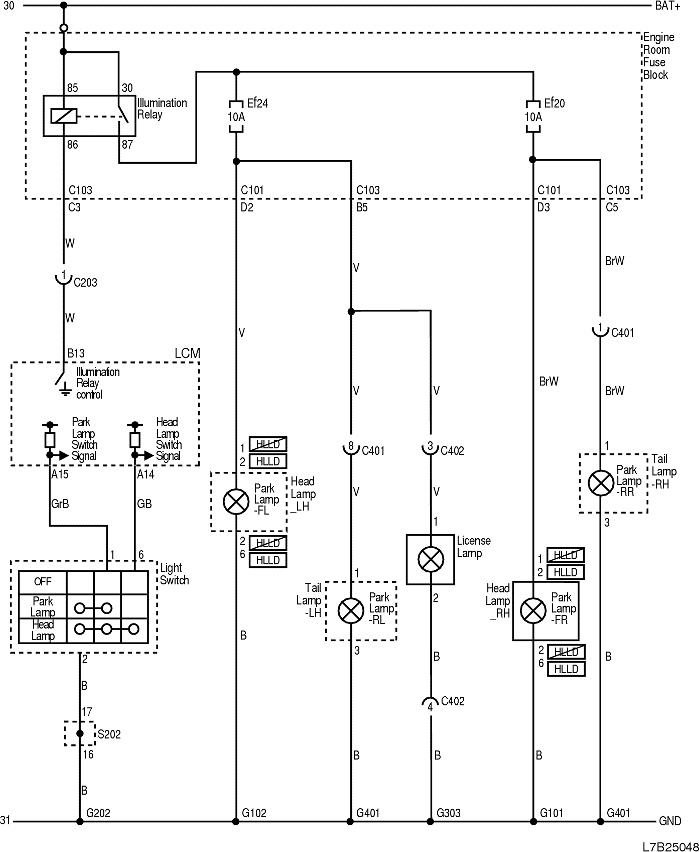 30
BAT+
Engine
Room
Fuse
Block
85
30
Illumination
Relay
86
87
Ef24
10A
Ef20
10A
C103
C3
C101
D2
C103
B5
C101
D3
C103
C5
W
1
C203
W
V
V
BrW
1
C401
BrW
BrW
B13
LCM
Illumination
Relay
control
Park
Lamp
Switch
Signal
Head
Lamp
Switch
Signal
A15
A14
GrB
GB
V
V
8
C401
3
C402
V
V
1
HLLD
2
HLLD
Park
Lamp
-FL
Head
Lamp
_LH
2
HLLD
6
HLLD
1
Park
Lamp
-RR
Tail
Lamp
-RH
3
1
License
Lamp
2
1
6
Light
Switch
OFF
Park
Lamp
Head
Lamp
2
1
Tail
Lamp
-LH
Park
Lamp
-RL
3
1
HLLD
2
HLLD
Head
Lamp
_RH
Park
Lamp
-FR
2
HLLD
6
HLLD
B
B
B
B
17
S202
16
4
C402
B
B
B
B
B
31
G202
G102
G401
G303
G101
G401
GND
L7B25048